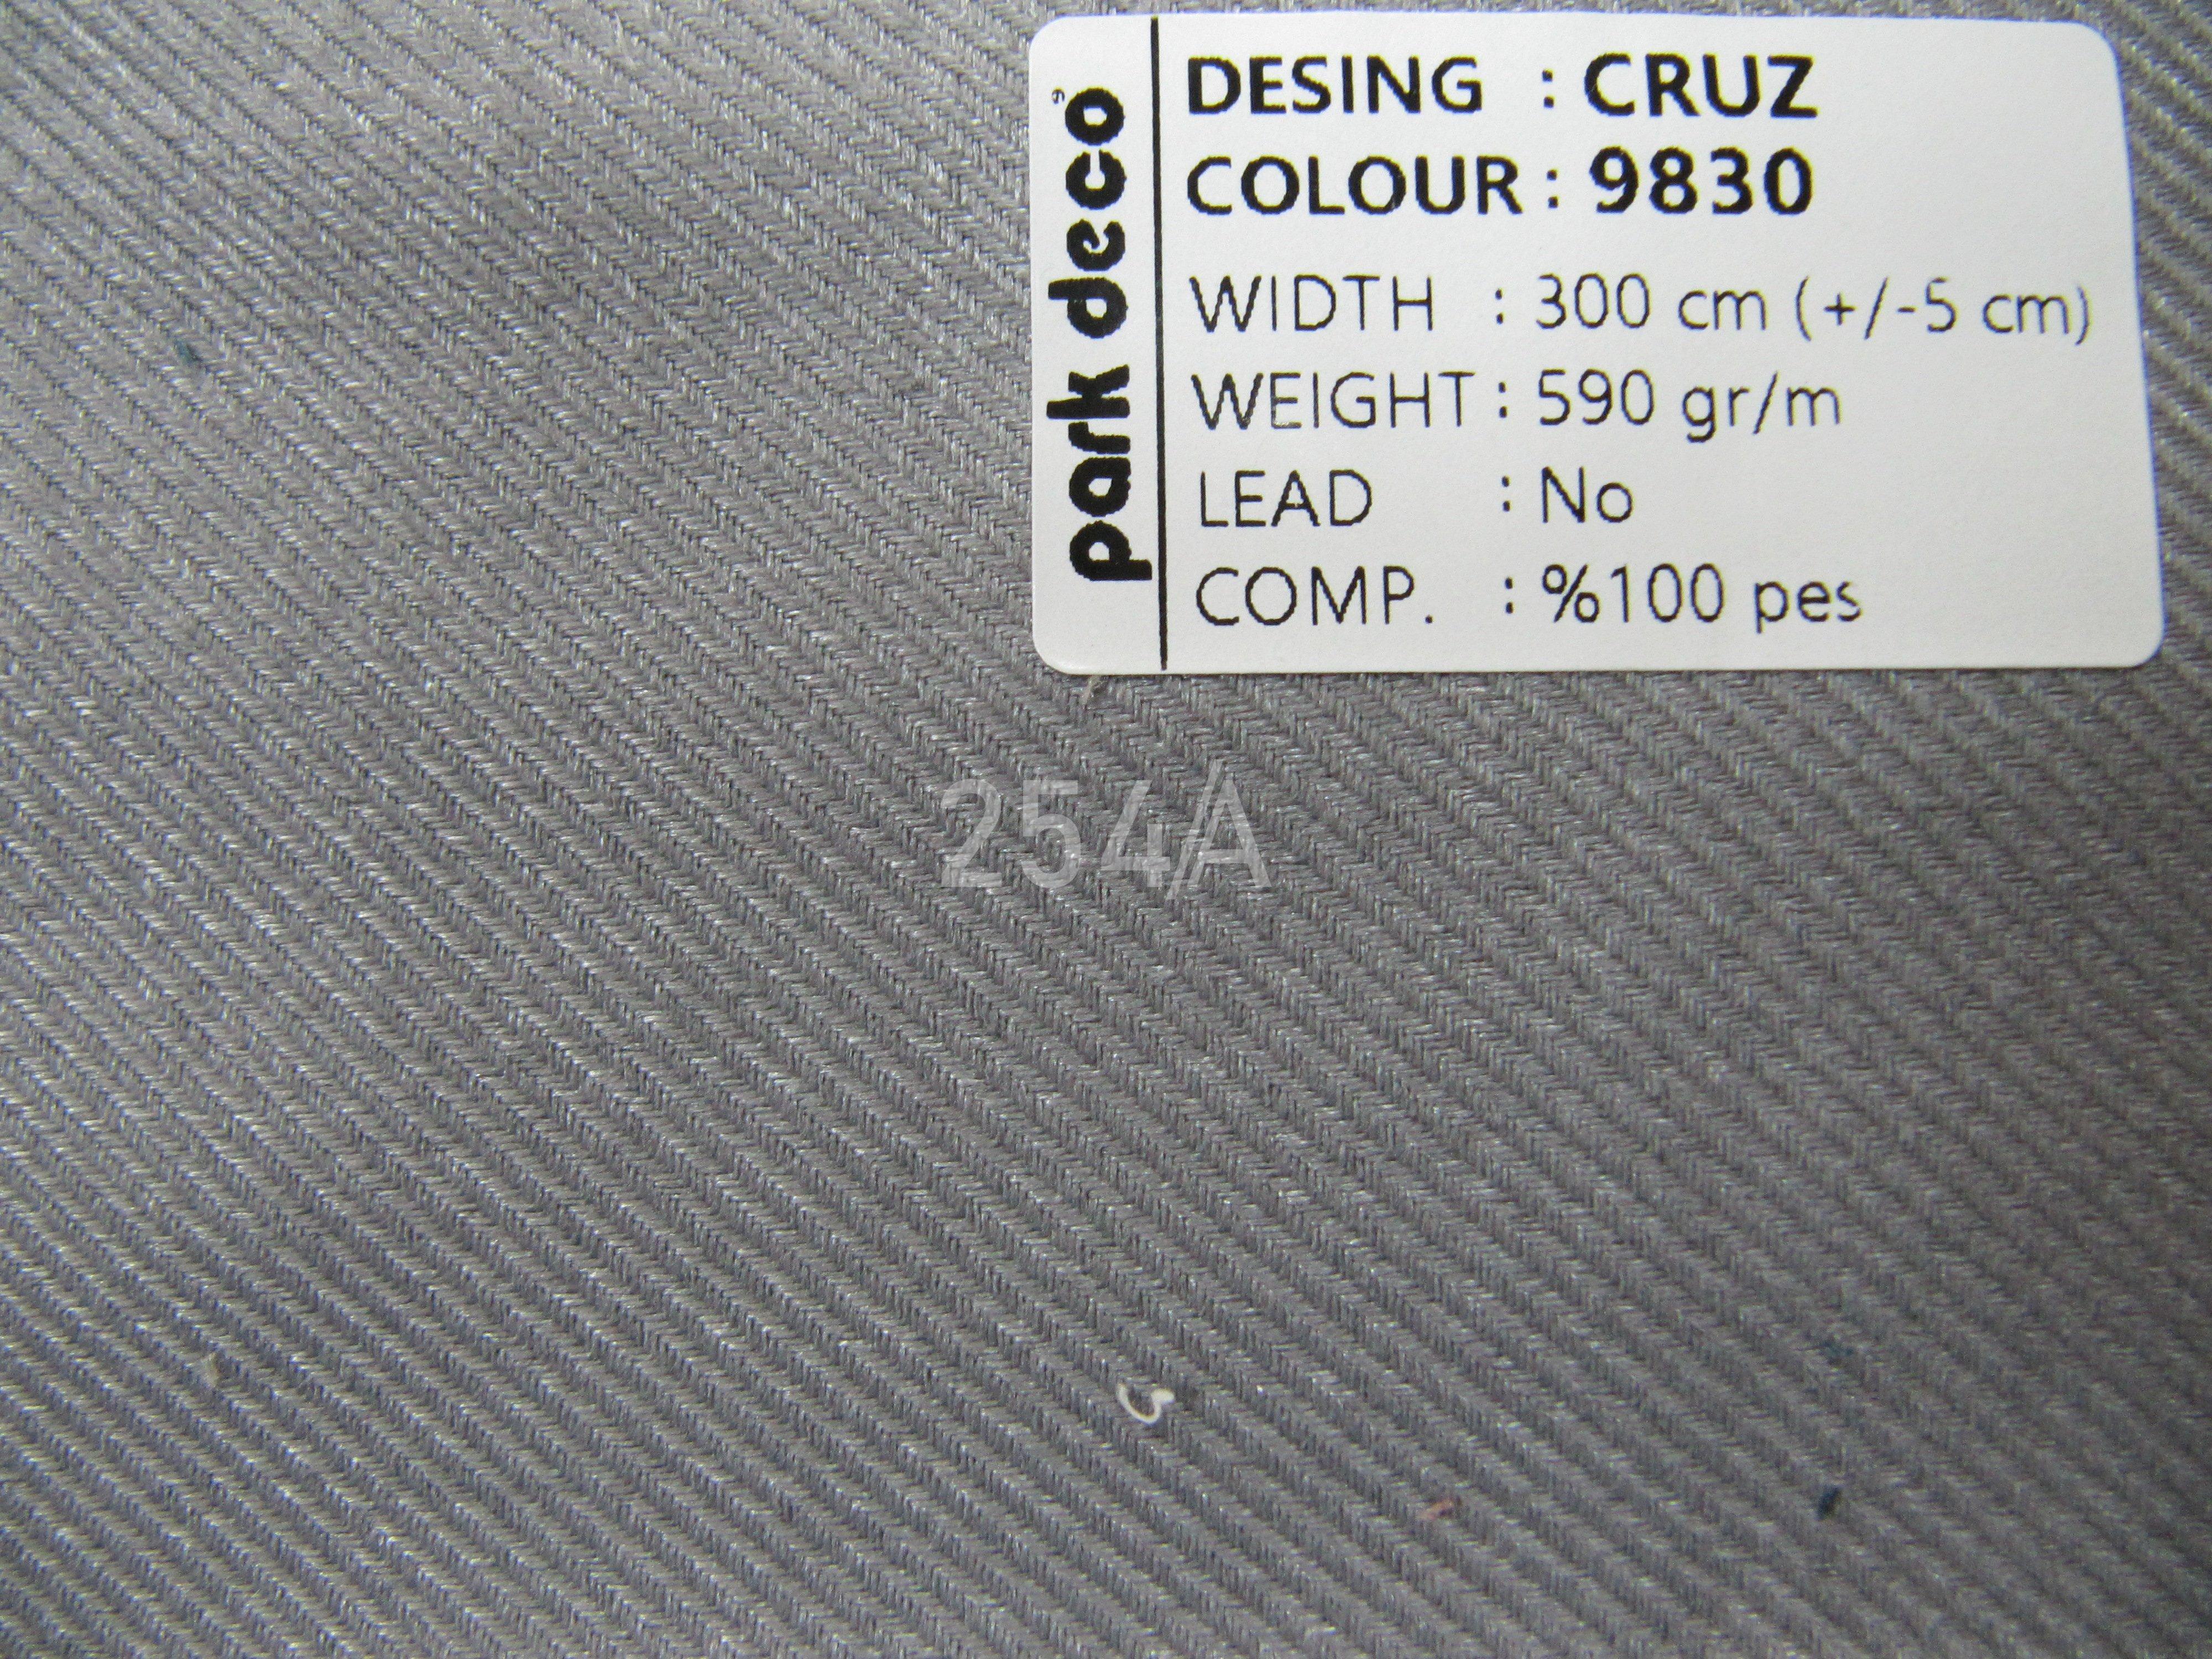 park deco
DESING : CRUZ
COLOUR : 9830
WIDTH : 300 cm (+/-5 cm)
WEIGHT : 590 gr/m
LEAD : No
COMP. : %100 pes
254A